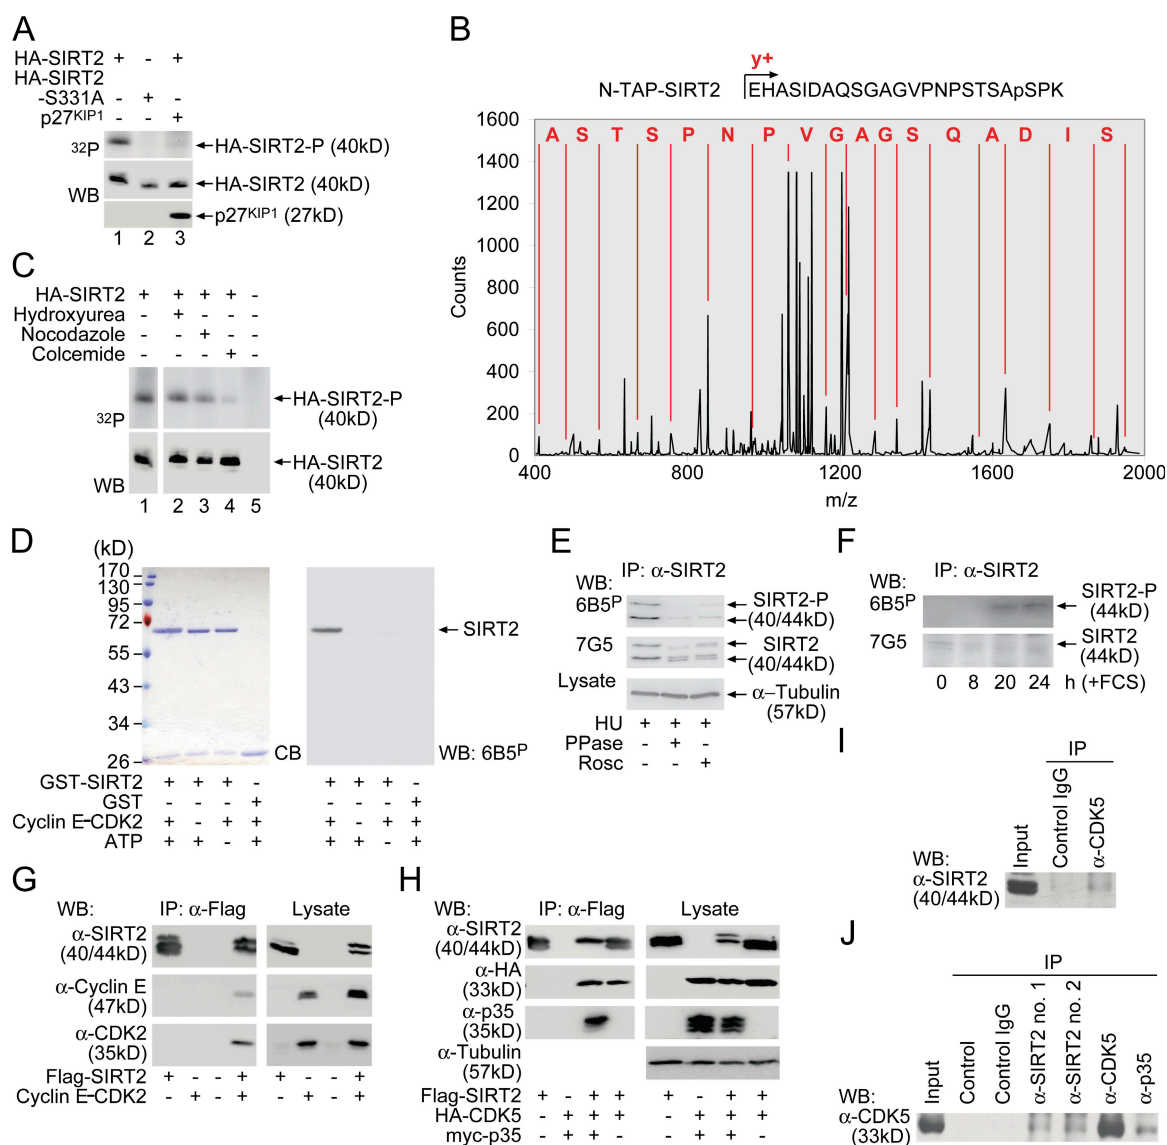 A
HA-SIRT2 + - +
HA-SIRT2
-S331A - + -
p27KIP1 - - +
32P HA-SIRT2-P (40kD)
WB HA-SIRT2 (40kD)
p27KIP1 (27kD)
1 2 3
B
y+
N-TAP-SIRT2 EHASIDAQSGAGVPNPSTSApSPK
A S T S P N P V G A G S Q A D I S
Counts
1600
1400
1200
1000
800
600
400
200
0
400 800 1200 1600 2000
m/z
C
HA-SIRT2 + + + + -
Hydroxyurea - + - - -
Nocodazole - - + - -
Colcemide - - - + -
32P HA-SIRT2-P
(40kD)
WB HA-SIRT2
(40kD)
1 2 3 4 5
D
(kD)
170
130
95
72
55
43
34
26
SIRT2
CB
WB: 6B5P
GST-SIRT2 + + + - + + + -
GST - - - + - - - +
Cyclin E-CDK2 + - + + + - + +
ATP + + - + + + - +
E
IP: α-SIRT2
WB:
6B5P SIRT2-P
(40/44kD)
7G5 SIRT2
(40/44kD)
Lysate α-Tubulin
(57kD)
HU + + +
PPase - + -
Rosc - - +
F
IP: α-SIRT2
WB:
6B5P SIRT2-P
(44kD)
7G5 SIRT2
(44kD)
0 8 20 24 h (+FCS)
G
WB: IP: α-Flag Lysate
α-SIRT2
(40/44kD)
α-Cyclin E
(47kD)
α-CDK2
(35kD)
Flag-SIRT2 + - - + + - - +
Cyclin E-CDK2 - + - + - + - +
H
WB: IP: α-Flag Lysate
α-SIRT2
(40/44kD)
α-HA
(33kD)
α-p35
(35kD)
α-Tubulin
(57kD)
Flag-SIRT2 + - + + + - + +
HA-CDK5 - + + + - + + +
myc-p35 - + + - - + + -
I
IP
Input
Control IgG
α-CDK5
WB:
α-SIRT2
(40/44kD)
J
IP
Input
Control
Control IgG
α-SIRT2 no. 1
α-SIRT2 no. 2
α-CDK5
α-p35
WB:
α-CDK5
(33kD)